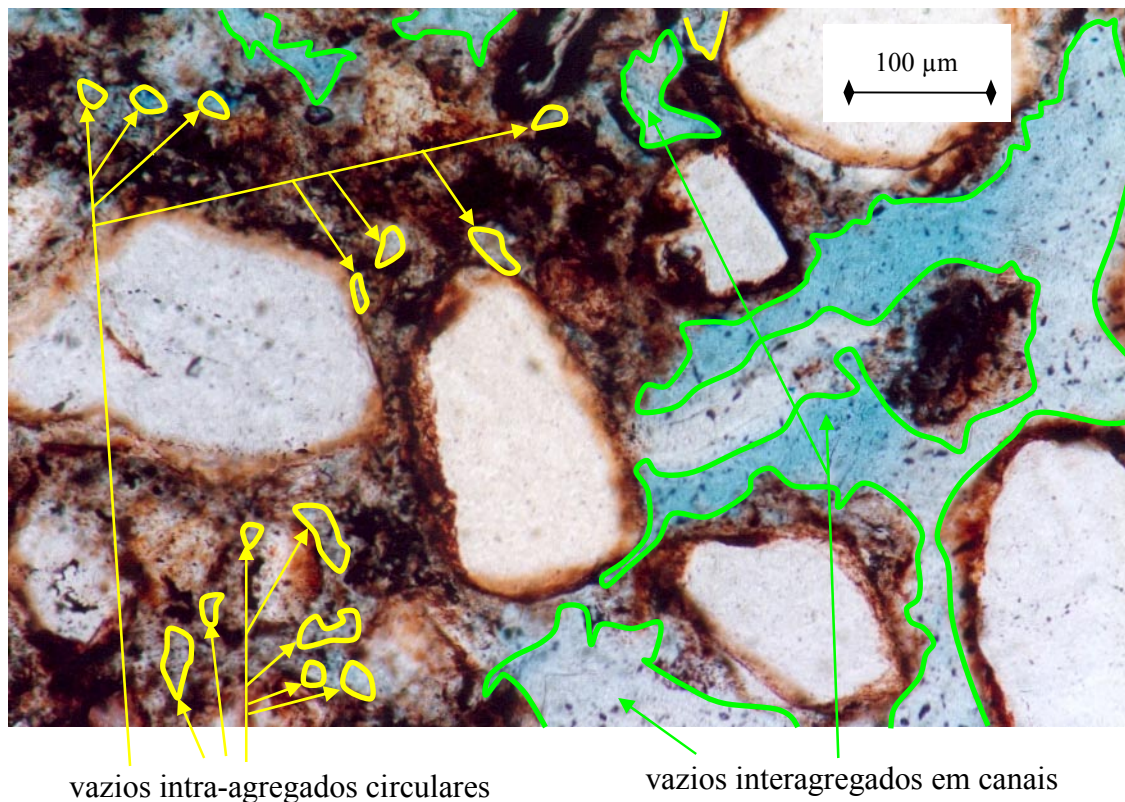 100 µm
vazios intra-agregados circulares
vazios interagregados em canais